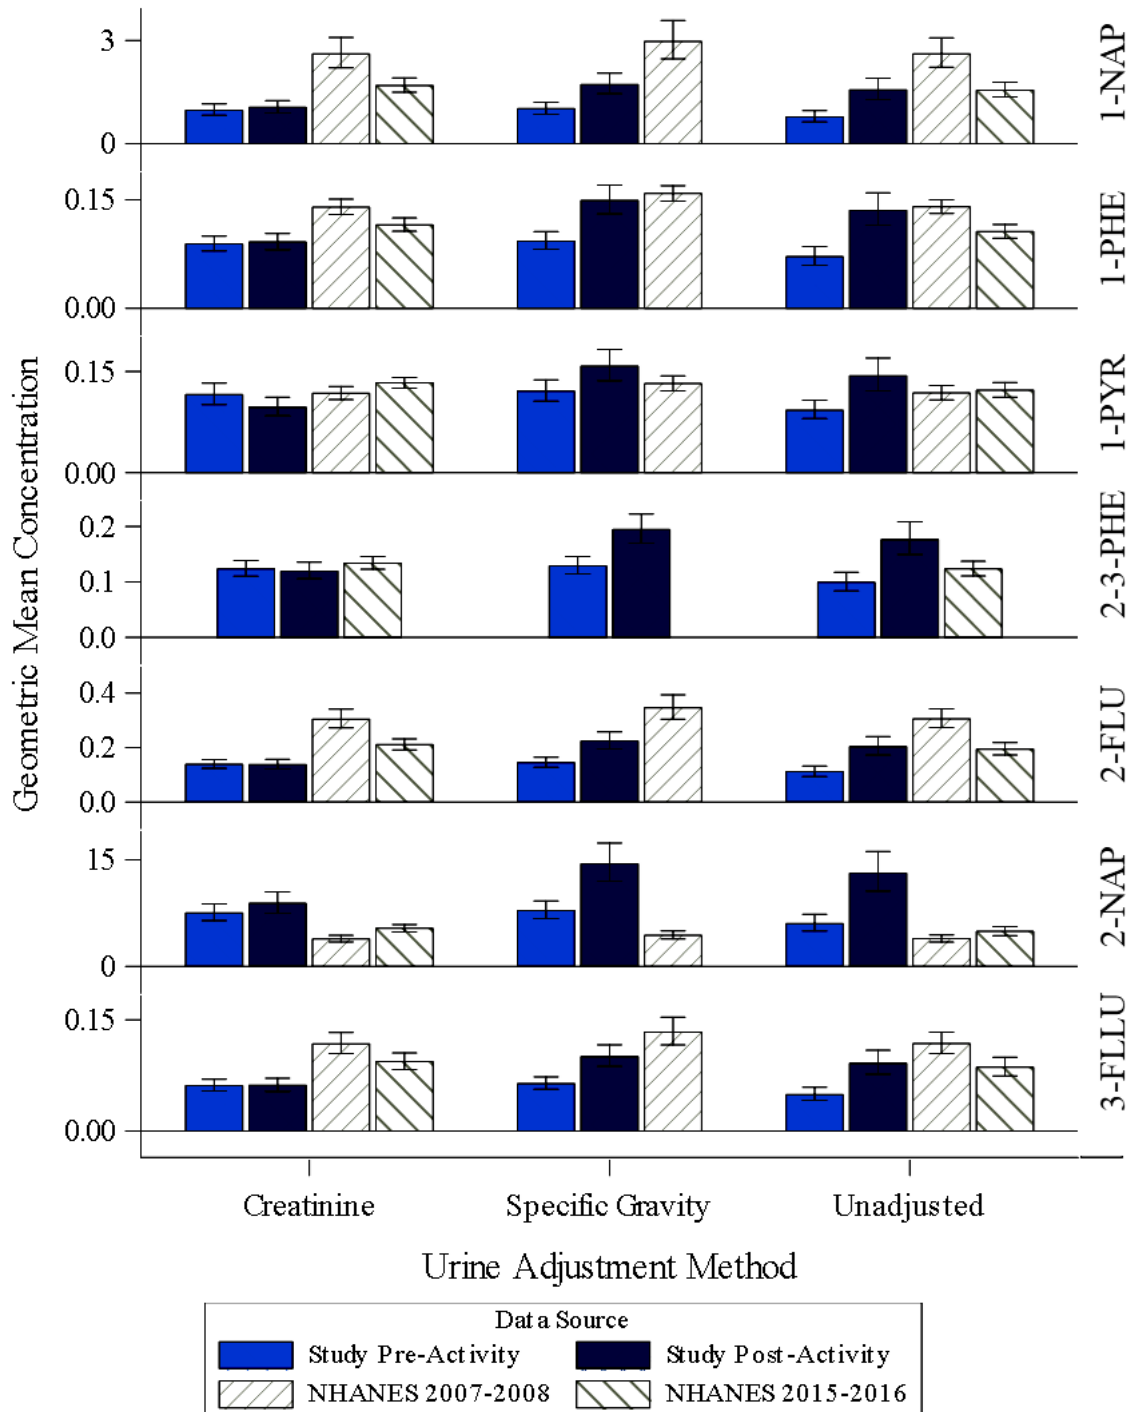 Geometric Mean Concentration
3
0
1-NAP
0.15
0.00
1-PHE
0.15
0.00
1-PYR
0.2
0.1
0.0
2-3-PHE
0.4
0.2
0.0
2-FLU
15
0
2-NAP
0.15
0.00
3-FLLU
Creatinine Specific Gravity Unadjusted
Urine Adjustment Method
Data Source
Study Pre-Activity Study Post-Activity
NHANES 2007-2008 NHANES 2015-2016